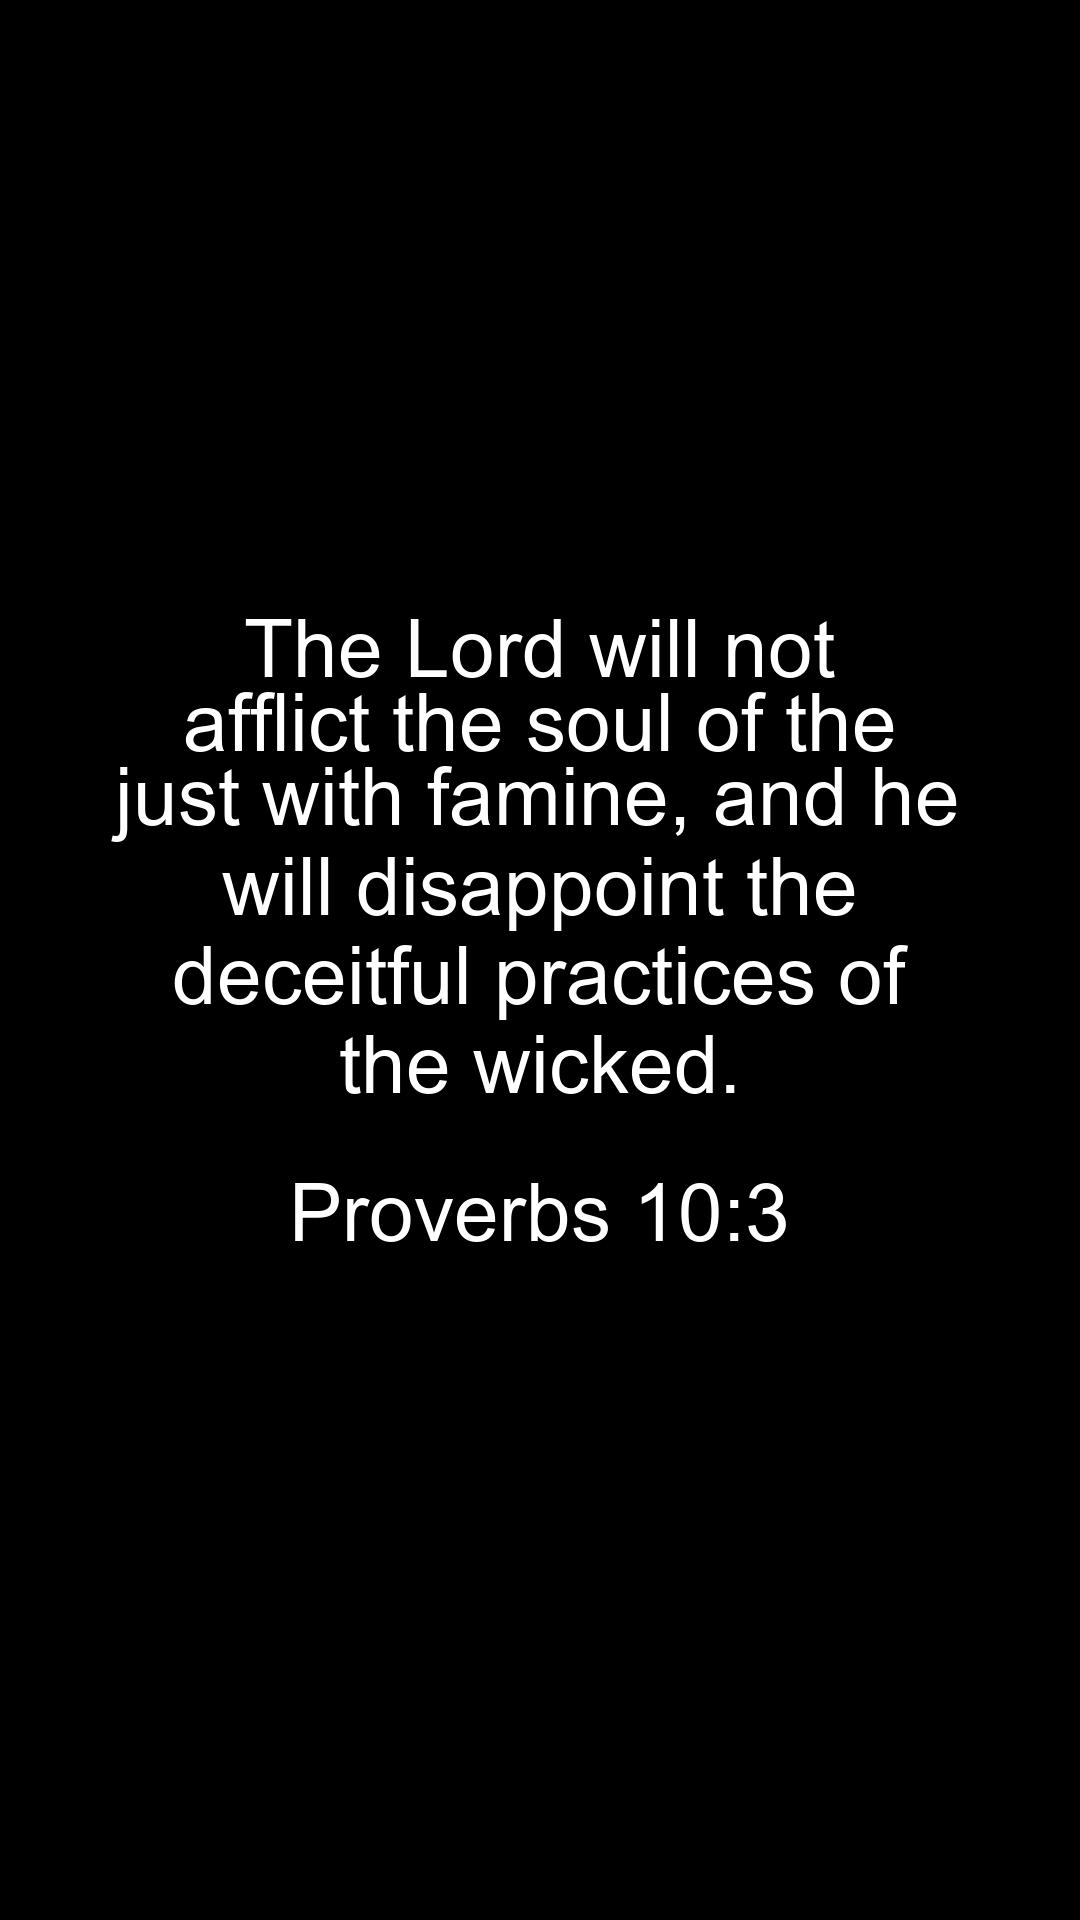 The Lord will not
afflict the soul of the
just with famine, and he
will disappoint the
deceitful practices of
the wicked.
Proverbs 10:3